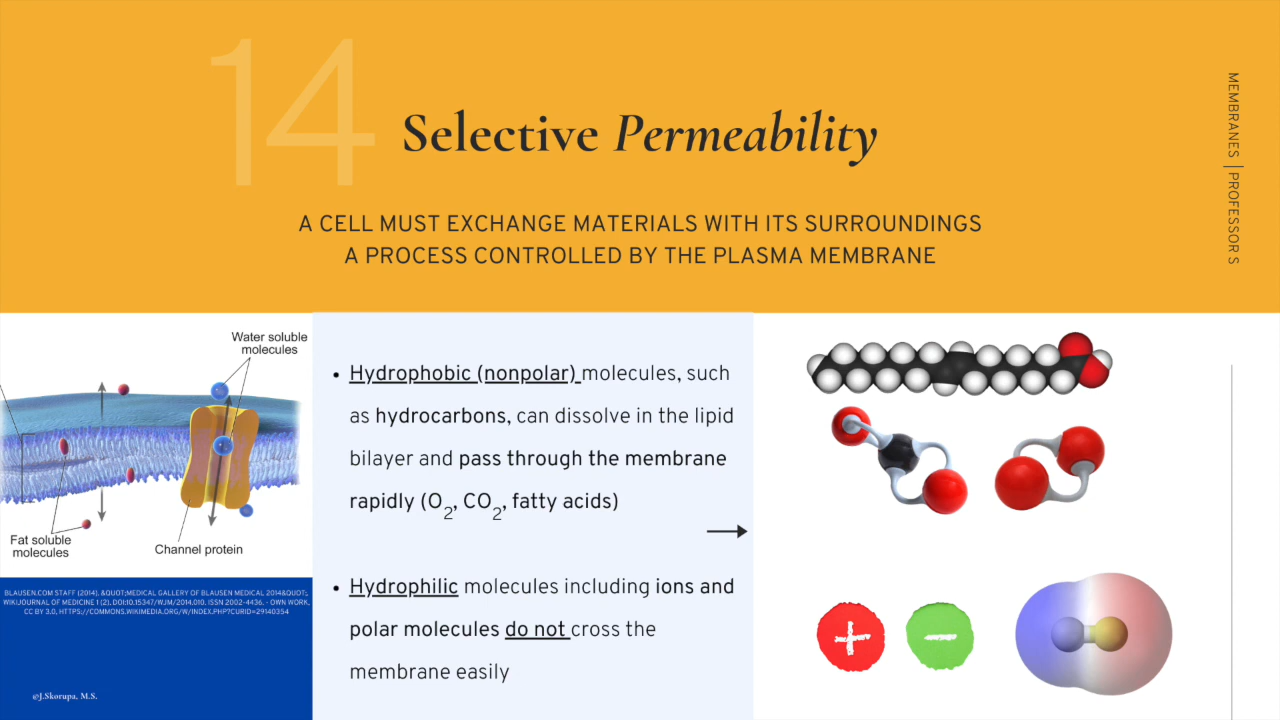 14
Selective Permeability
A CELL MUST EXCHANGE MATERIALS WITH ITS SURROUNDINGS
A PROCESS CONTROLLED BY THE PLASMA MEMBRANE
MEMBRANES | PROFESSOR S
Water soluble
molecules
Fat soluble
molecules
Channel protein
BLAUSEN.COM STAFF (2014). &QUOT;MEDICAL GALLERY OF BLAUSEN MEDICAL 2014&QUOT;.
WIKIJOURNAL OF MEDICINE 1 (2). DOI:10.15347/WJM/2014.010. ISSN 2002-4436. - OWN WORK,
CC BY 3.0, HTTPS://COMMONS.WIKIMEDIA.ORG/W/INDEX.PHP?CURID=29140354
@J.Skorupa, M.S.
• Hydrophobic (nonpolar) molecules, such
as hydrocarbons, can dissolve in the lipid
bilayer and pass through the membrane
rapidly (O2, CO2, fatty acids)
• Hydrophilic molecules including ions and
polar molecules do not cross the
membrane easily